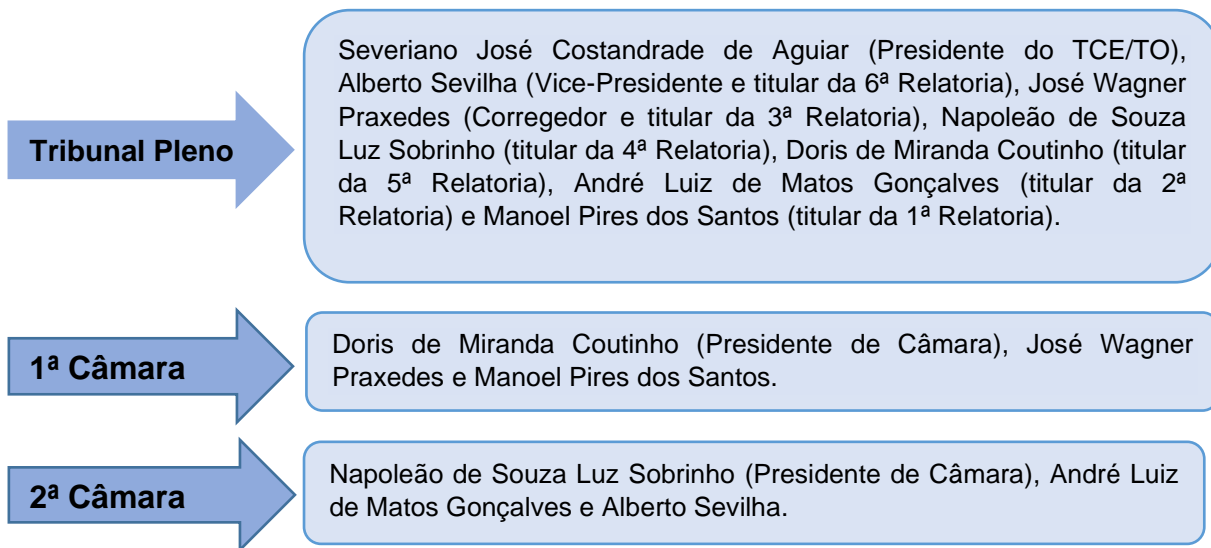 Tribunal Pleno
Severiano José Costandrade de Aguiar (Presidente do TCE/TO),
Alberto Sevilha (Vice-Presidente e titular da 6ª Relatoria), José Wagner
Praxedes (Corregedor e titular da 3ª Relatoria), Napoleão de Souza
Luz Sobrinho (titular da 4ª Relatoria), Doris de Miranda Coutinho (titular
da 5ª Relatoria), André Luiz de Matos Gonçalves (titular da 2ª
Relatoria) e Manoel Pires dos Santos (titular da 1ª Relatoria).
1ª Câmara
Doris de Miranda Coutinho (Presidente de Câmara), José Wagner
Praxedes e Manoel Pires dos Santos.
2ª Câmara
Napoleão de Souza Luz Sobrinho (Presidente de Câmara), André Luiz
de Matos Gonçalves e Alberto Sevilha.